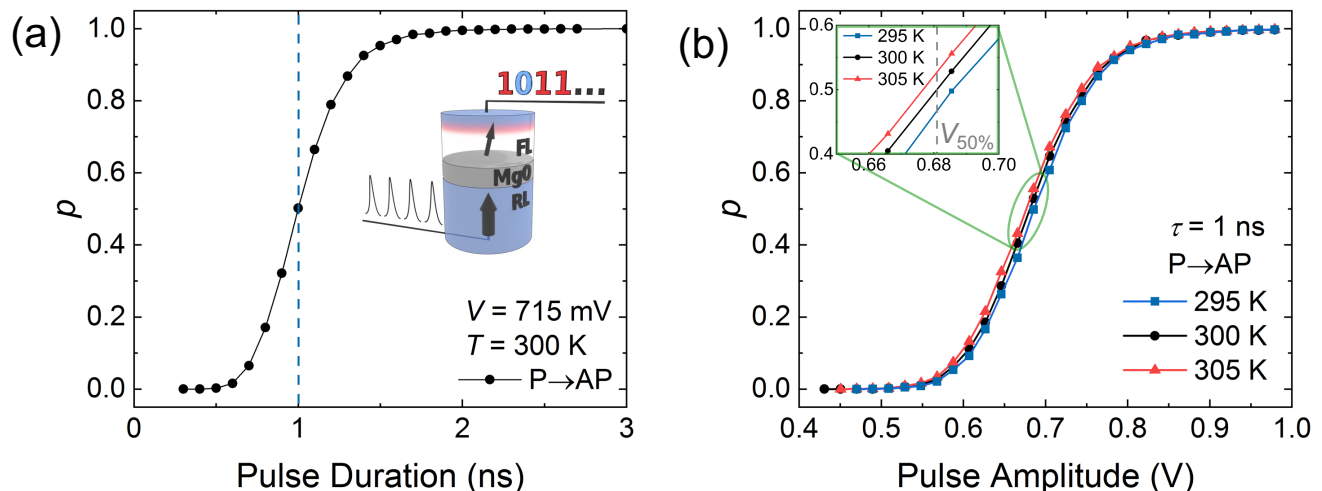 (a)
1.0
0.8
0.6
0.4
0.2
0.0
p
0
1
2
3
Pulse Duration (ns)
1011...
FL
MgO
RL
V = 715 mV
T = 300 K
P→AP
(b)
1.0
0.8
0.6
0.4
0.2
0.0
p
0.4
0.5
0.6
0.7
0.8
0.9
1.0
Pulse Amplitude (V)
0.6
0.5
0.4
0.66
0.68
0.70
295 K
300 K
305 K
V50%
τ = 1 ns
P→AP
295 K
300 K
305 K